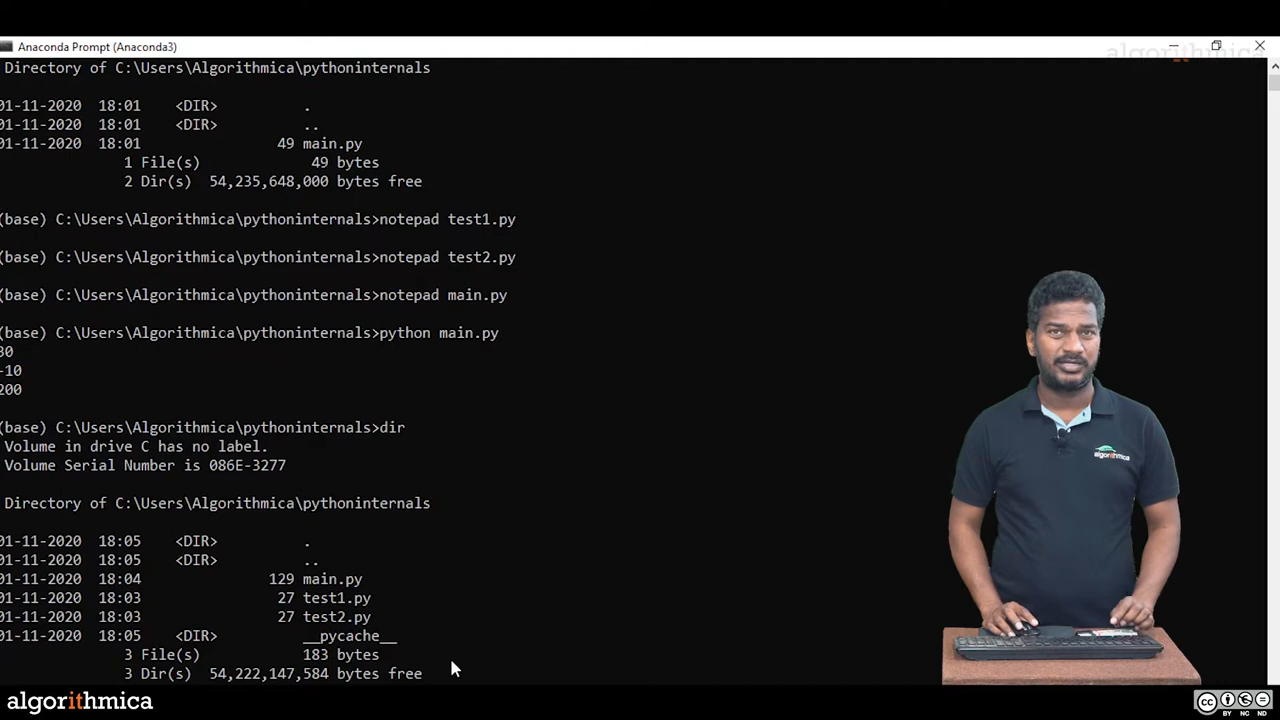 Anaconda Prompt (Anaconda3)
algorithmica
Directory of C:\Users\Algorithmica\pythoninternals
01-11-2020 18:01 <DIR> .
01-11-2020 18:01 <DIR> ..
01-11-2020 18:01 49 main.py
1 File(s) 49 bytes
2 Dir(s) 54,235,648,000 bytes free
(base) C:\Users\Algorithmica\pythoninternals>notepad test1.py
(base) C:\Users\Algorithmica\pythoninternals>notepad test2.py
(base) C:\Users\Algorithmica\pythoninternals>notepad main.py
(base) C:\Users\Algorithmica\pythoninternals>python main.py
30
-10
200
(base) C:\Users\Algorithmica\pythoninternals>dir
Volume in drive C has no label.
Volume Serial Number is 086E-3277
Directory of C:\Users\Algorithmica\pythoninternals
01-11-2020 18:05 <DIR> .
01-11-2020 18:05 <DIR> ..
01-11-2020 18:04 129 main.py
01-11-2020 18:03 27 test1.py
01-11-2020 18:03 27 test2.py
01-11-2020 18:05 <DIR> __pycache__
3 File(s) 183 bytes
3 Dir(s) 54,222,147,584 bytes free
algorithmica
algorithmica
cc
BY NC ND